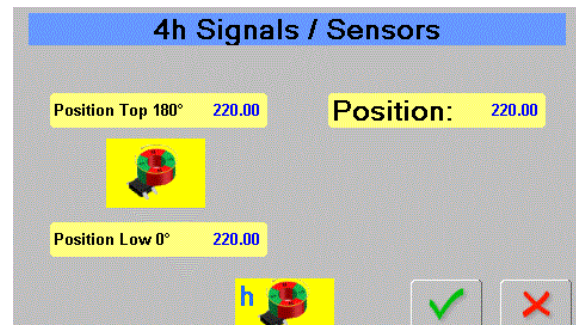 4h Signals / Sensors
Position Top 180° 220.00
Position: 220.00
Position Low 0° 220.00
h